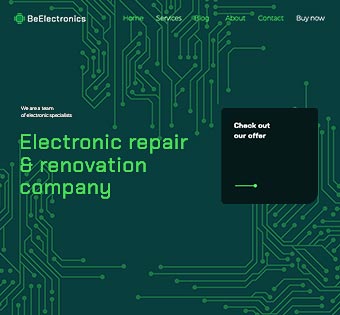 BeElectronics
Home Services Blog About Contact Buy now
We are a team
of electronic specialists
Electronic repair
& renovation
company
Check out
our offer